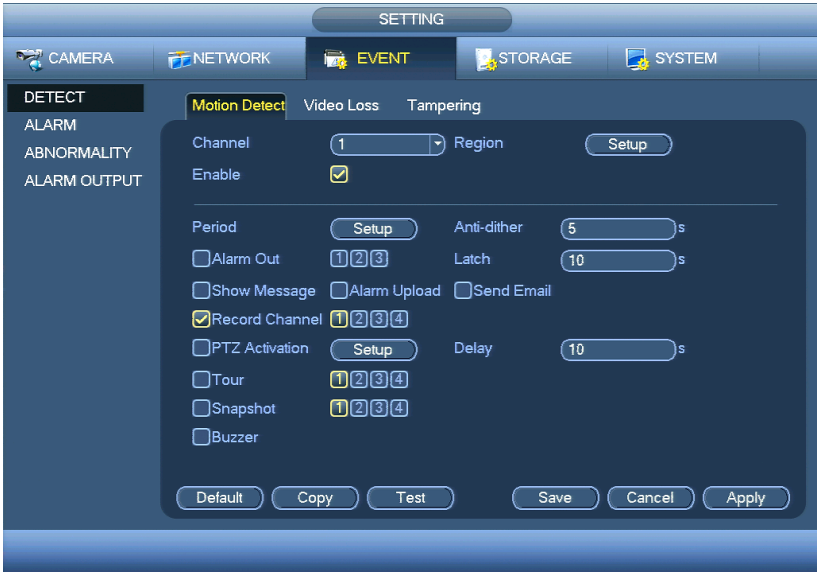 SETTING
CAMERA NETWORK EVENT STORAGE SYSTEM
DETECT
ALARM
ABNORMALITY
ALARM OUTPUT
Motion Detect Video Loss Tampering
Channel 1 Region Setup
Enable
Period Setup Anti-dither 5 s
Alarm Out 1 2 3 Latch 10 s
Show Message Alarm Upload Send Email
Record Channel 1 2 3 4
PTZ Activation Setup Delay 10 s
Tour 1 2 3 4
Snapshot 1 2 3 4
Buzzer
Default Copy Test Save Cancel Apply